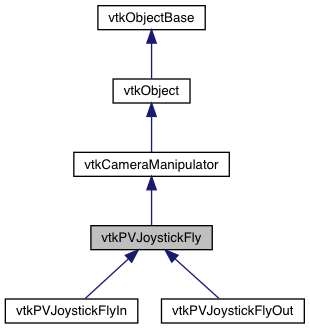 vtkObjectBase
vtkObject
vtkCameraManipulator
vtkPVJoystickFly
vtkPVJoystickFlyIn
vtkPVJoystickFlyOut